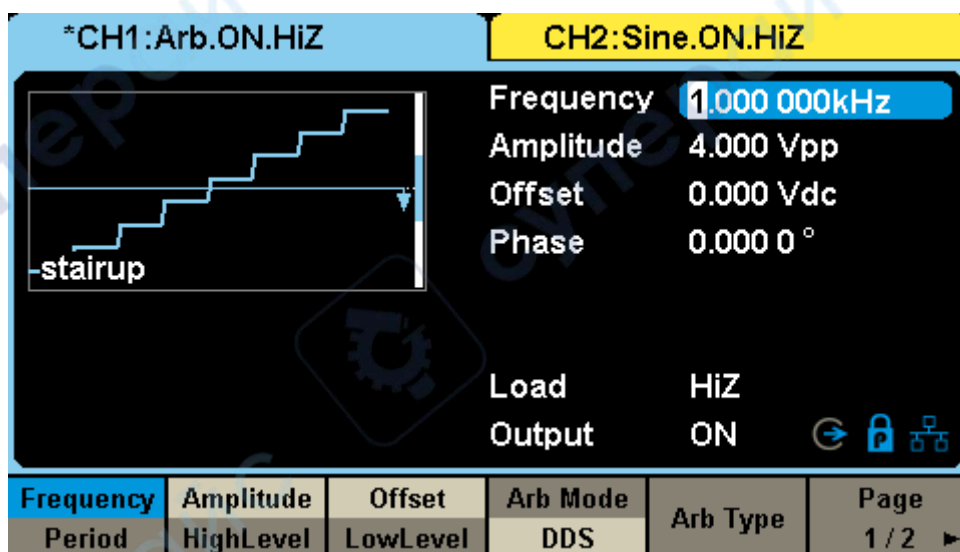 *CH1:Arb.ON.HiZ
CH2:Sine.ON.HiZ
Frequency 1.000 000kHz
Amplitude 4.000 Vpp
Offset 0.000 Vdc
Phase 0.000 0 °
-stairup
Load HiZ
Output ON
Frequency Amplitude Offset Arb Mode Arb Type Page
Period HighLevel LowLevel DDS 1/2 ►